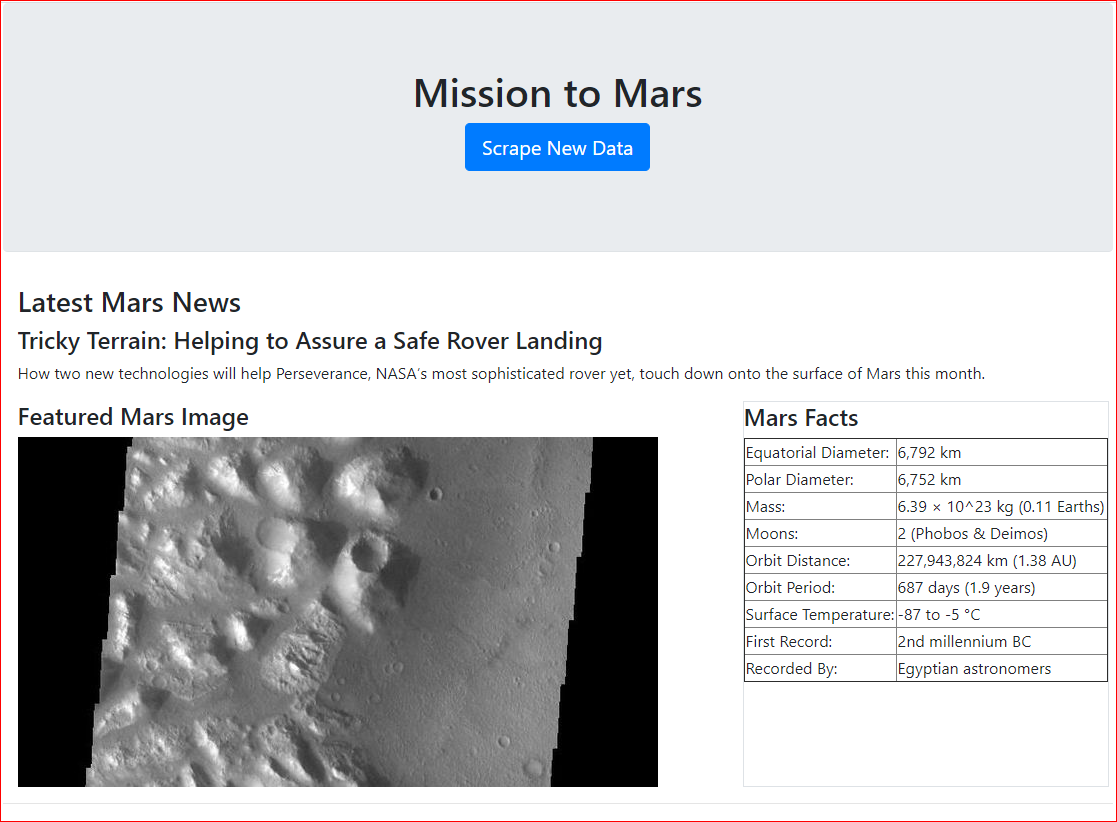 Mission to Mars
Scrape New Data
Latest Mars News
Tricky Terrain: Helping to Assure a Safe Rover Landing
How two new technologies will help Perseverance, NASA’s most sophisticated rover yet, touch down onto the surface of Mars this month.
Featured Mars Image
Mars Facts
Equatorial Diameter: 6,792 km
Polar Diameter: 6,752 km
Mass: 6.39 × 10^23 kg (0.11 Earths)
Moons: 2 (Phobos & Deimos)
Orbit Distance: 227,943,824 km (1.38 AU)
Orbit Period: 687 days (1.9 years)
Surface Temperature: -87 to -5 °C
First Record: 2nd millennium BC
Recorded By: Egyptian astronomers